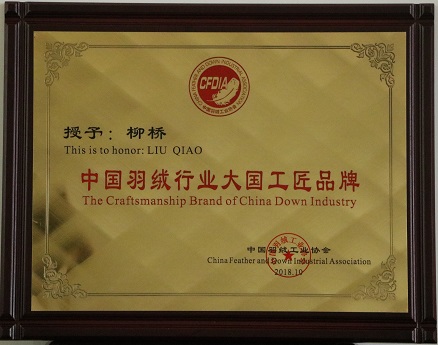 CFDIA
授予：柳桥
This is to honor: LIU QIAO
中国羽绒行业大国工匠品牌
The Craftsmanship Brand of China Down Industry
中国羽绒工业协会
China Feather and Down Industrial Association
2018.10